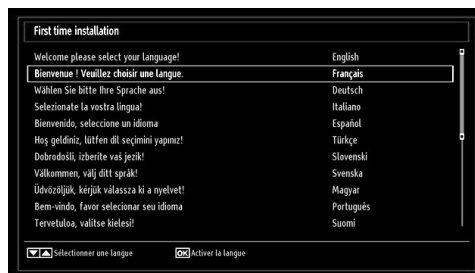 First time installation
Welcome please select your language! English
Bienvenue ! Veuillez choisir une langue. Français
Wählen Sie bitte Ihre Sprache aus! Deutsch
Selezionate la vostra lingua! Italiano
Bienvenido, seleccione un idioma Español
Hoş geldiniz, lütfen dil seçimini yapınız! Türkçe
Dobrodošli, izberite vaš jezik! Slovenski
Välkommen, välj ditt språk! Svenska
Üdvözöljük, kérjük válassza ki a nyelvet! Magyar
Bem-vindo, favor selecionar seu idioma Português
Tervetuloa, valitse kielesi! Suomi
Sélectionner une langue OK Activer la langue